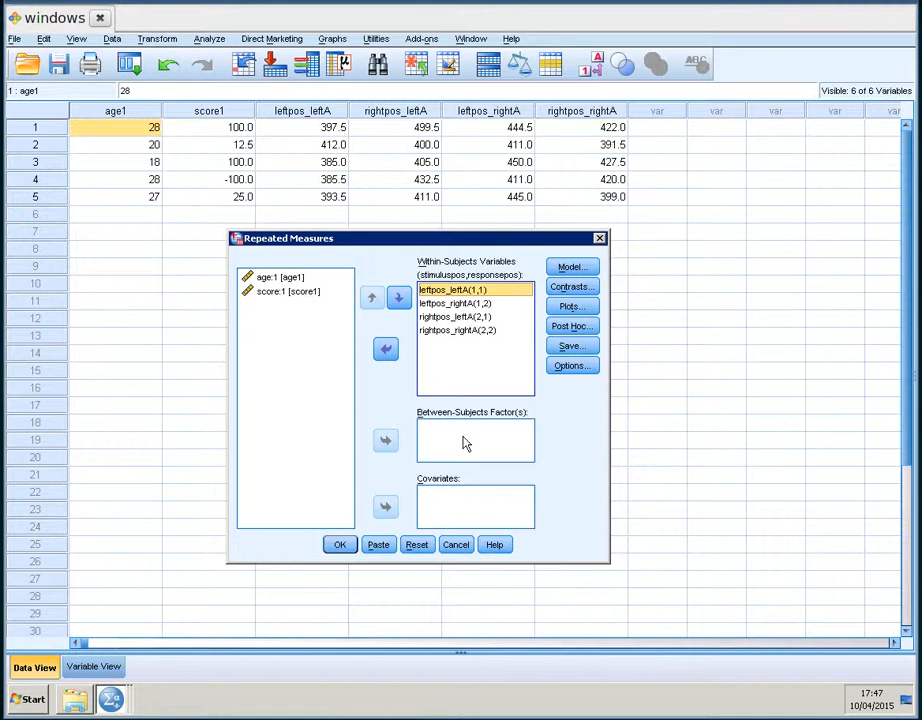 windows
File Edit View Data Transform Analyze Direct Marketing Graphs Utilities Add-ons Window Help
1 : age1 28 Visible: 6 of 6 Variables
age1 score1 leftpos_leftA rightpos_leftA leftpos_rightA rightpos_rightA var var var
1 28 100.0 397.5 499.5 444.5 422.0
2 20 12.5 412.0 400.0 411.0 391.5
3 18 100.0 385.0 405.0 450.0 427.5
4 28 -100.0 385.5 432.5 411.0 420.0
5 27 25.0 393.5 411.0 445.0 399.0
6
7
8
9
10
11
12
13
14
15
16
17
18
19
20
21
22
23
24
25
26
27
28
29
30
Repeated Measures
age:1 [age1]
score:1 [score1]
Within-Subjects Variables
(stimuluspos,responsepos):
leftpos_leftA(1,1)
leftpos_rightA(1,2)
rightpos_leftA(2,1)
rightpos_rightA(2,2)
Model...
Contrasts...
Plots...
Post Hoc...
Save...
Options...
Between-Subjects Factor(s):
Covariates:
OK Paste Reset Cancel Help
Data View Variable View
Start
17:47
10/04/2015